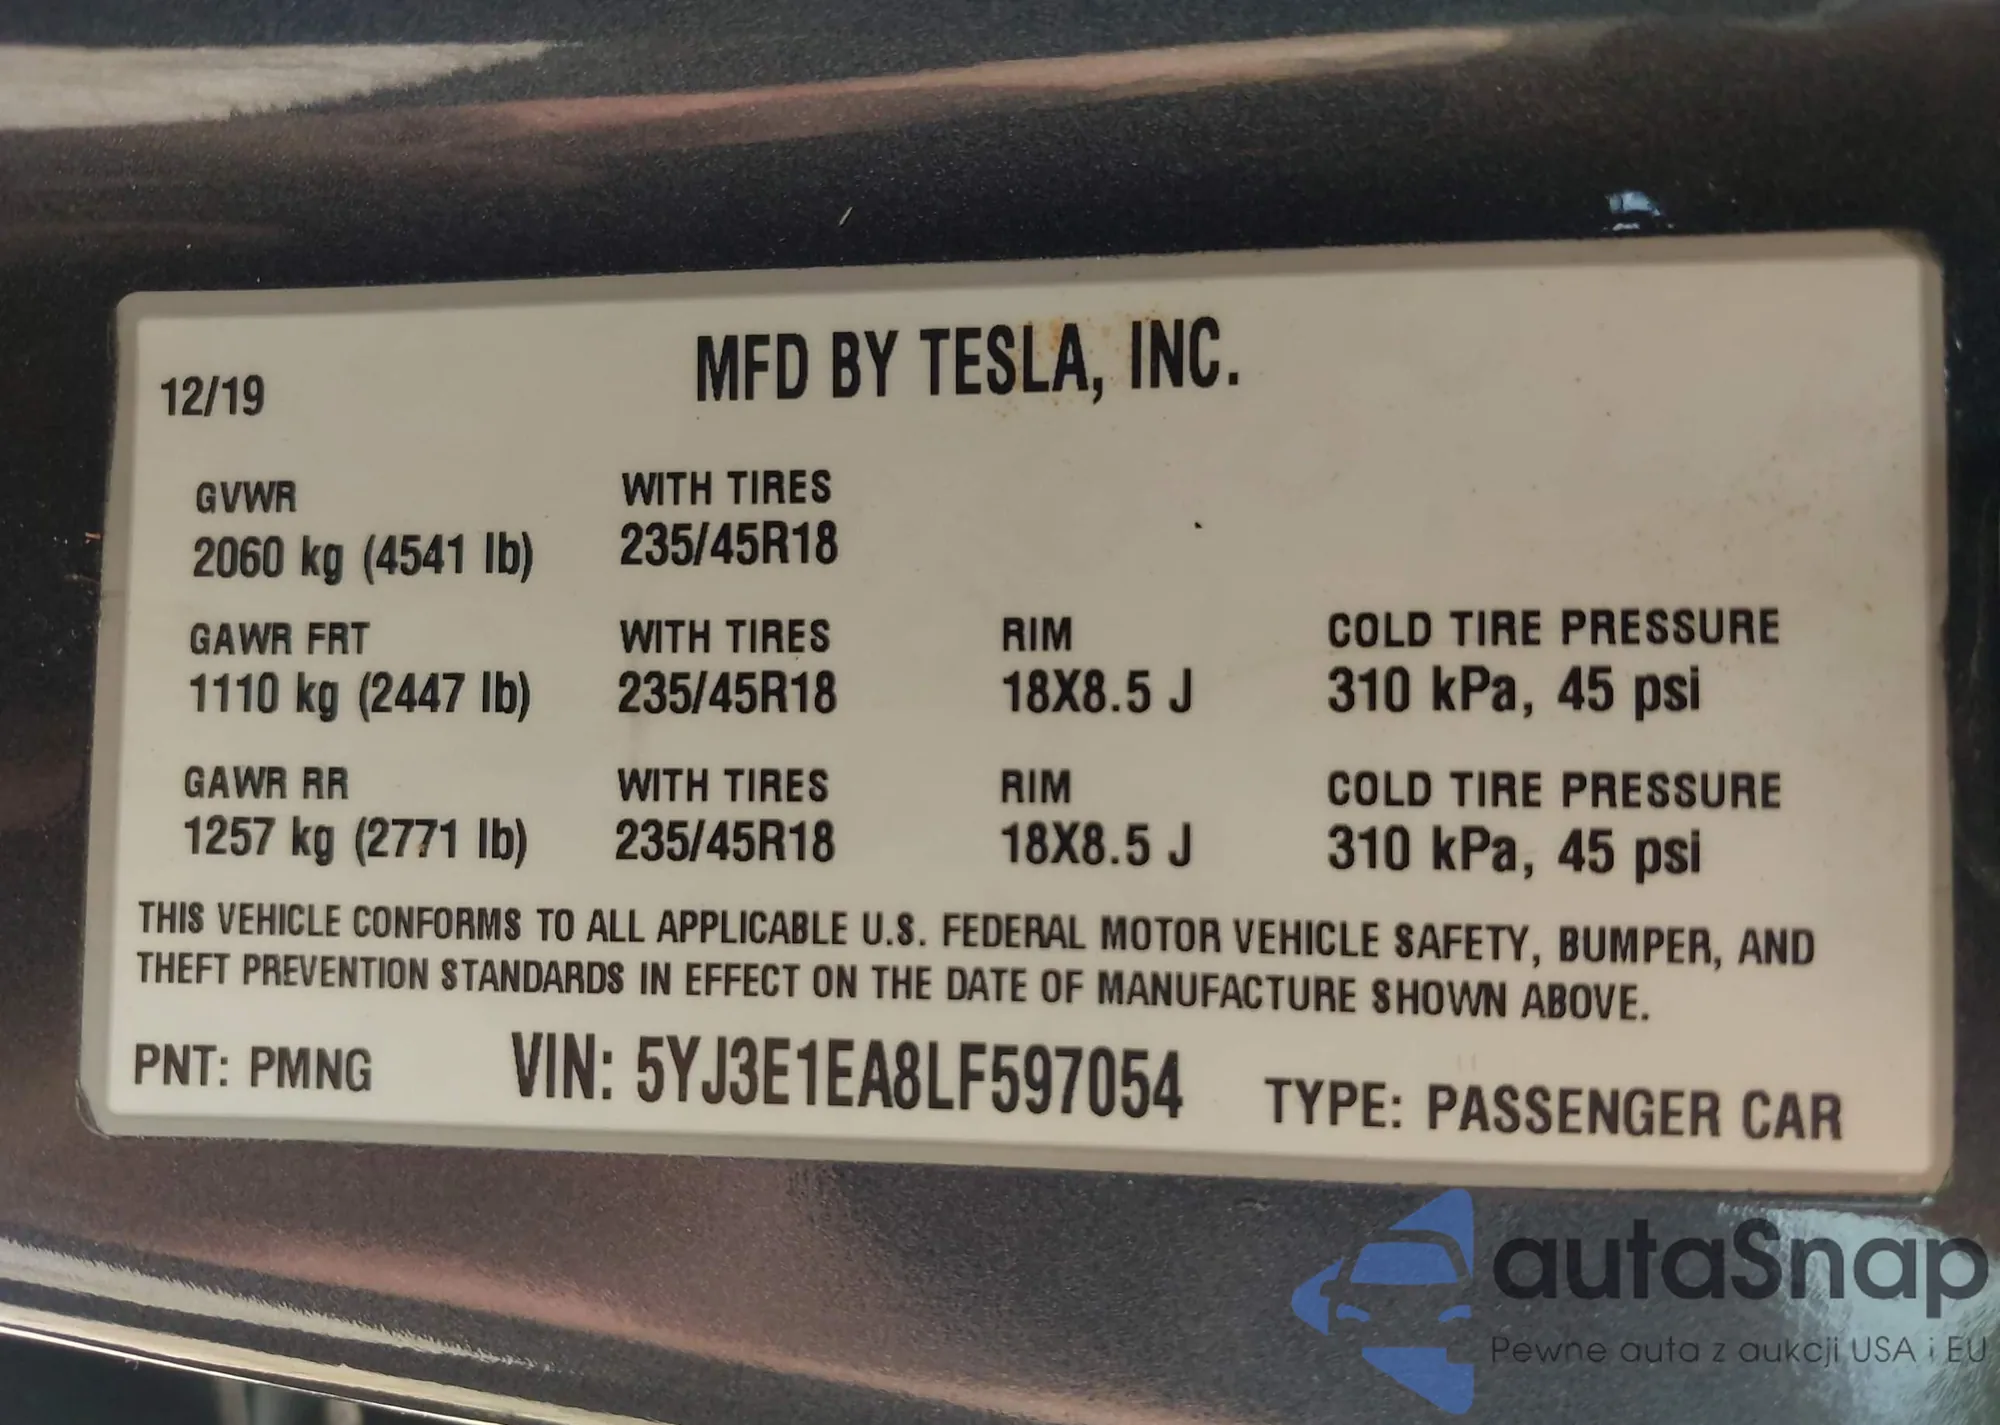 MFD BY TESLA, INC.
12/19
GVWR WITH TIRES
2060 kg (4541 lb) 235/45R18
GAWR FRT WITH TIRES RIM COLD TIRE PRESSURE
1110 kg (2447 lb) 235/45R18 18X8.5 J 310 kPa, 45 psi
GAWR RR WITH TIRES RIM COLD TIRE PRESSURE
1257 kg (2771 lb) 235/45R18 18X8.5 J 310 kPa, 45 psi
THIS VEHICLE CONFORMS TO ALL APPLICABLE U.S. FEDERAL MOTOR VEHICLE SAFETY, BUMPER, AND
THEFT PREVENTION STANDARDS IN EFFECT ON THE DATE OF MANUFACTURE SHOWN ABOVE.
PNT: PMNG VIN: 5YJ3E1EA8LF597054 TYPE: PASSENGER CAR
autaSnap
Pewne auta z aukcji USA i EU